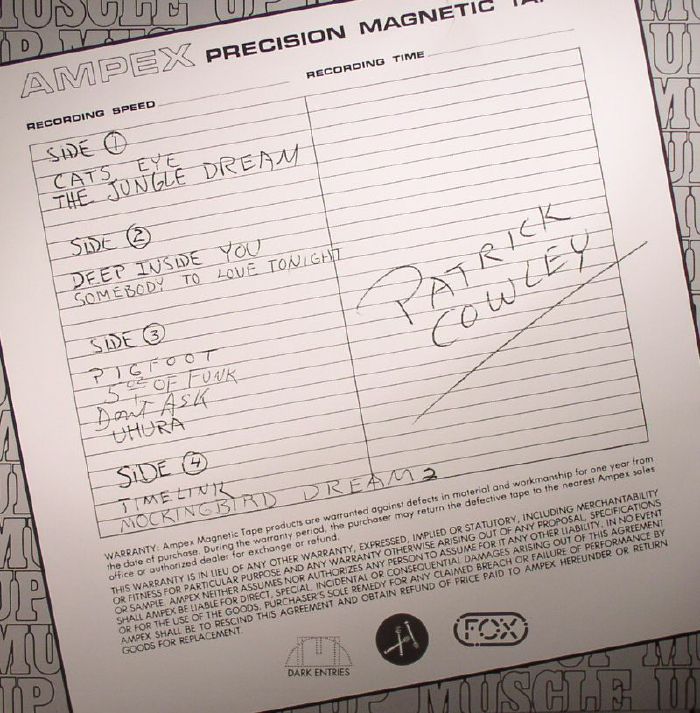 MUSCLE UP
AMPEX PRECISION MAGNETIC
RECORDING SPEED
RECORDING TIME
SIDE 1
CATS EYE
THE JUNGLE DREAM
SIDE 2
DEEP INSIDE YOU
SOMEBODY TO LOVE TONIGHT
SIDE 3
PIGFOOT
5 OZ OF FUNK
DON'T ASK
UHURA
SIDE 4
TIMELINK
MOCKINGBIRD DREAM 2
PATRICK
COWLEY
WARRANTY: Ampex Magnetic Tape products are warranted against defects in material and workmanship for one year from
the date of purchase. During the warranty period, the purchaser may return the defective tape to the nearest Ampex sales
office or authorized dealer for exchange or refund.
THIS WARRANTY IS IN LIEU OF ANY OTHER WARRANTY, EXPRESSED, IMPLIED OR STATUTORY, INCLUDING MERCHANTABILITY
OR FITNESS FOR PARTICULAR PURPOSE AND ANY WARRANTY OTHERWISE ARISING OUT OF ANY PROPOSAL, SPECIFICATIONS
OR SAMPLE. AMPEX NEITHER ASSUMES NOR AUTHORIZES ANY PERSON TO ASSUME FOR IT ANY OTHER LIABILITY. IN NO EVENT
SHALL AMPEX BE LIABLE FOR DIRECT, SPECIAL, INCIDENTAL OR CONSEQUENTIAL DAMAGES ARISING OUT OF THIS AGREEMENT
OR FOR THE USE OF THE GOODS. PURCHASER'S SOLE REMEDY FOR ANY CLAIMED BREACH OR FAILURE OF PERFORMANCE BY
AMPEX SHALL BE TO RESCIND THIS AGREEMENT AND OBTAIN REFUND OF PRICE PAID TO AMPEX HEREUNDER OR RETURN
GOODS FOR REPLACEMENT.
DARK ENTRIES
FOX
UP MUSCLE UP